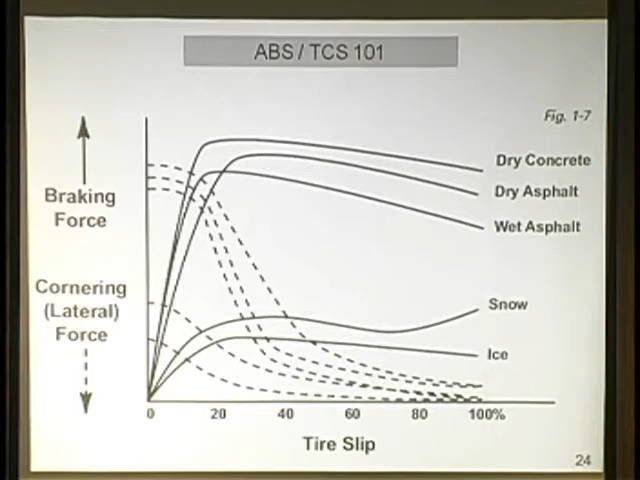 ABS / TCS 101
Fig. 1-7
Dry Concrete
Dry Asphalt
Wet Asphalt
Snow
Ice
Braking
Force
Cornering
(Lateral)
Force
0 20 40 60 80 100%
Tire Slip
24